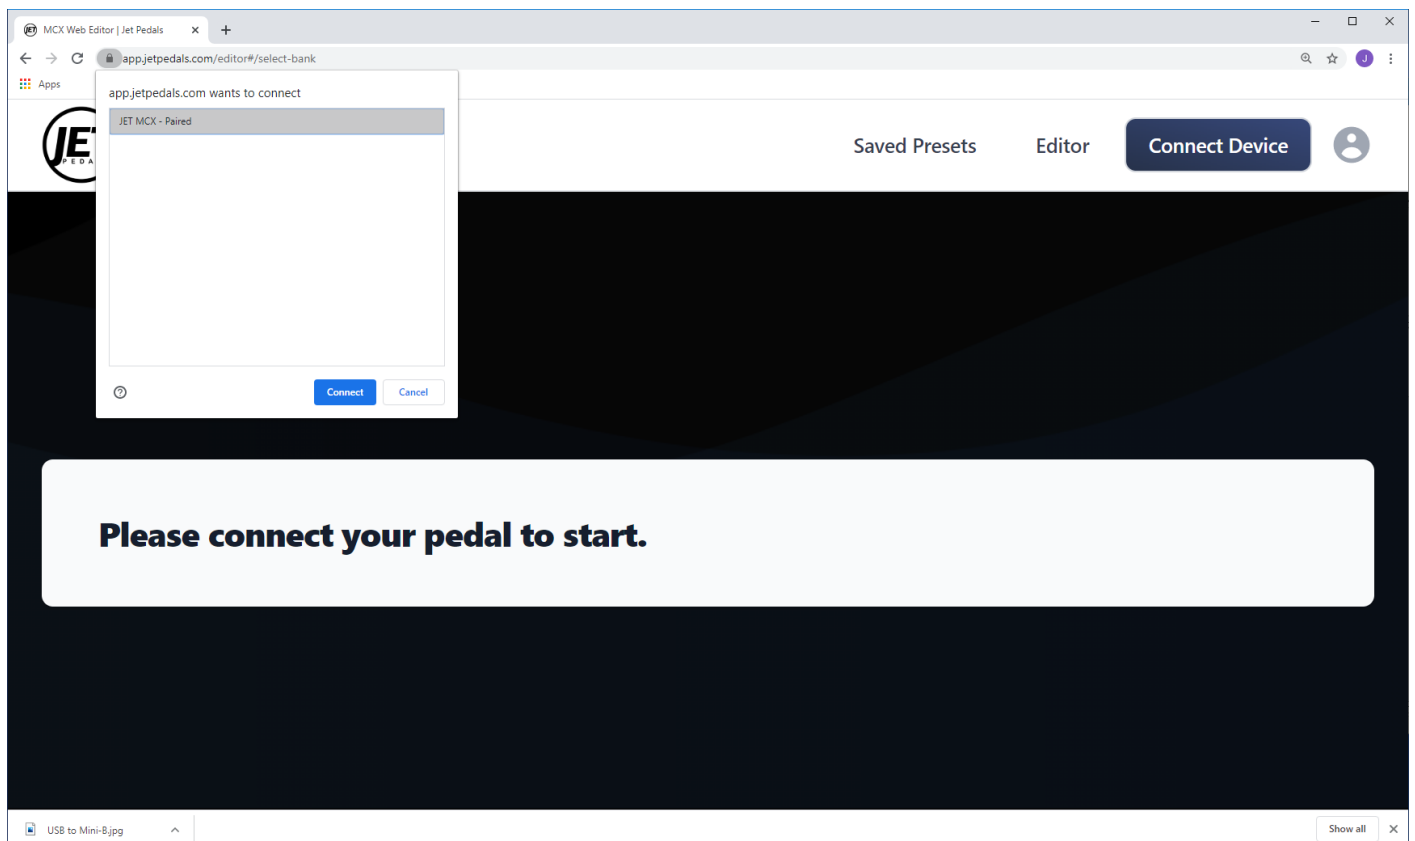 MCX Web Editor | Jet Pedals
app.jetpedals.com/editor#/select-bank
J
Apps
app.jetpedals.com wants to connect
JET MCX - Paired
Connect
Cancel
JE
PEDA
Saved Presets
Editor
Connect Device
Please connect your pedal to start.
USB to Mini-B.jpg
Show all